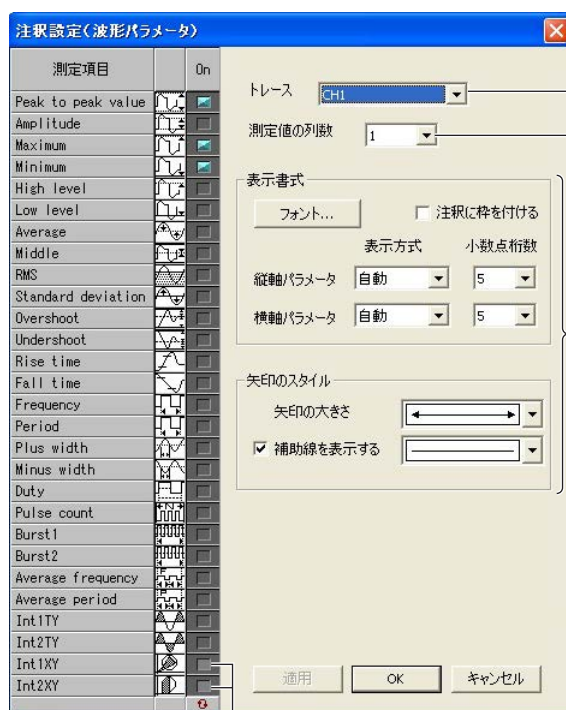 注釈設定(波形パラメータ)
測定項目 On
Peak to peak value
Amplitude
Maximum
Minimum
High level
Low level
Average
Middle
RMS
Standard deviation
Overshoot
Undershoot
Rise time
Fall time
Frequency
Period
Plus width
Minus width
Duty
Pulse count
Burst1
Burst2
Average frequency
Average period
Int1TY
Int2TY
Int1XY
Int2XY
トレース CH1
測定値の列数 1
表示書式
フォント... 注釈に枠を付ける
表示方式 小数点桁数
縦軸パラメータ 自動 5
横軸パラメータ 自動 5
矢印のスタイル
矢印の大きさ
補助線を表示する
適用 OK キャンセル